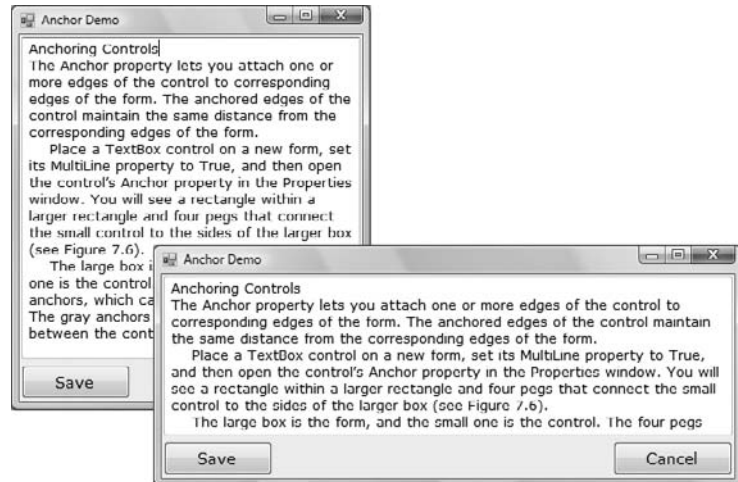 Anchor Demo
Anchoring Controls
The Anchor property lets you attach one or
more edges of the control to corresponding
edges of the form. The anchored edges of the
control maintain the same distance from the
corresponding edges of the form.
Place a TextBox control on a new form, set
its MultiLine property to True, and then open
the control's Anchor property in the Properties
window. You will see a rectangle within a
larger rectangle and four pegs that connect
the small control to the sides of the larger box
(see Figure 7.6).
The large box i
one is the control.
anchors, which ca
The gray anchors
between the cont
Save
Anchor Demo
Anchoring Controls
The Anchor property lets you attach one or more edges of the control to
corresponding edges of the form. The anchored edges of the control maintain
the same distance from the corresponding edges of the form.
Place a TextBox control on a new form, set its MultiLine property to True,
and then open the control's Anchor property in the Properties window. You will
see a rectangle within a larger rectangle and four pegs that connect the small
control to the sides of the larger box (see Figure 7.6).
The large box is the form, and the small one is the control. The four pegs
Save
Cancel